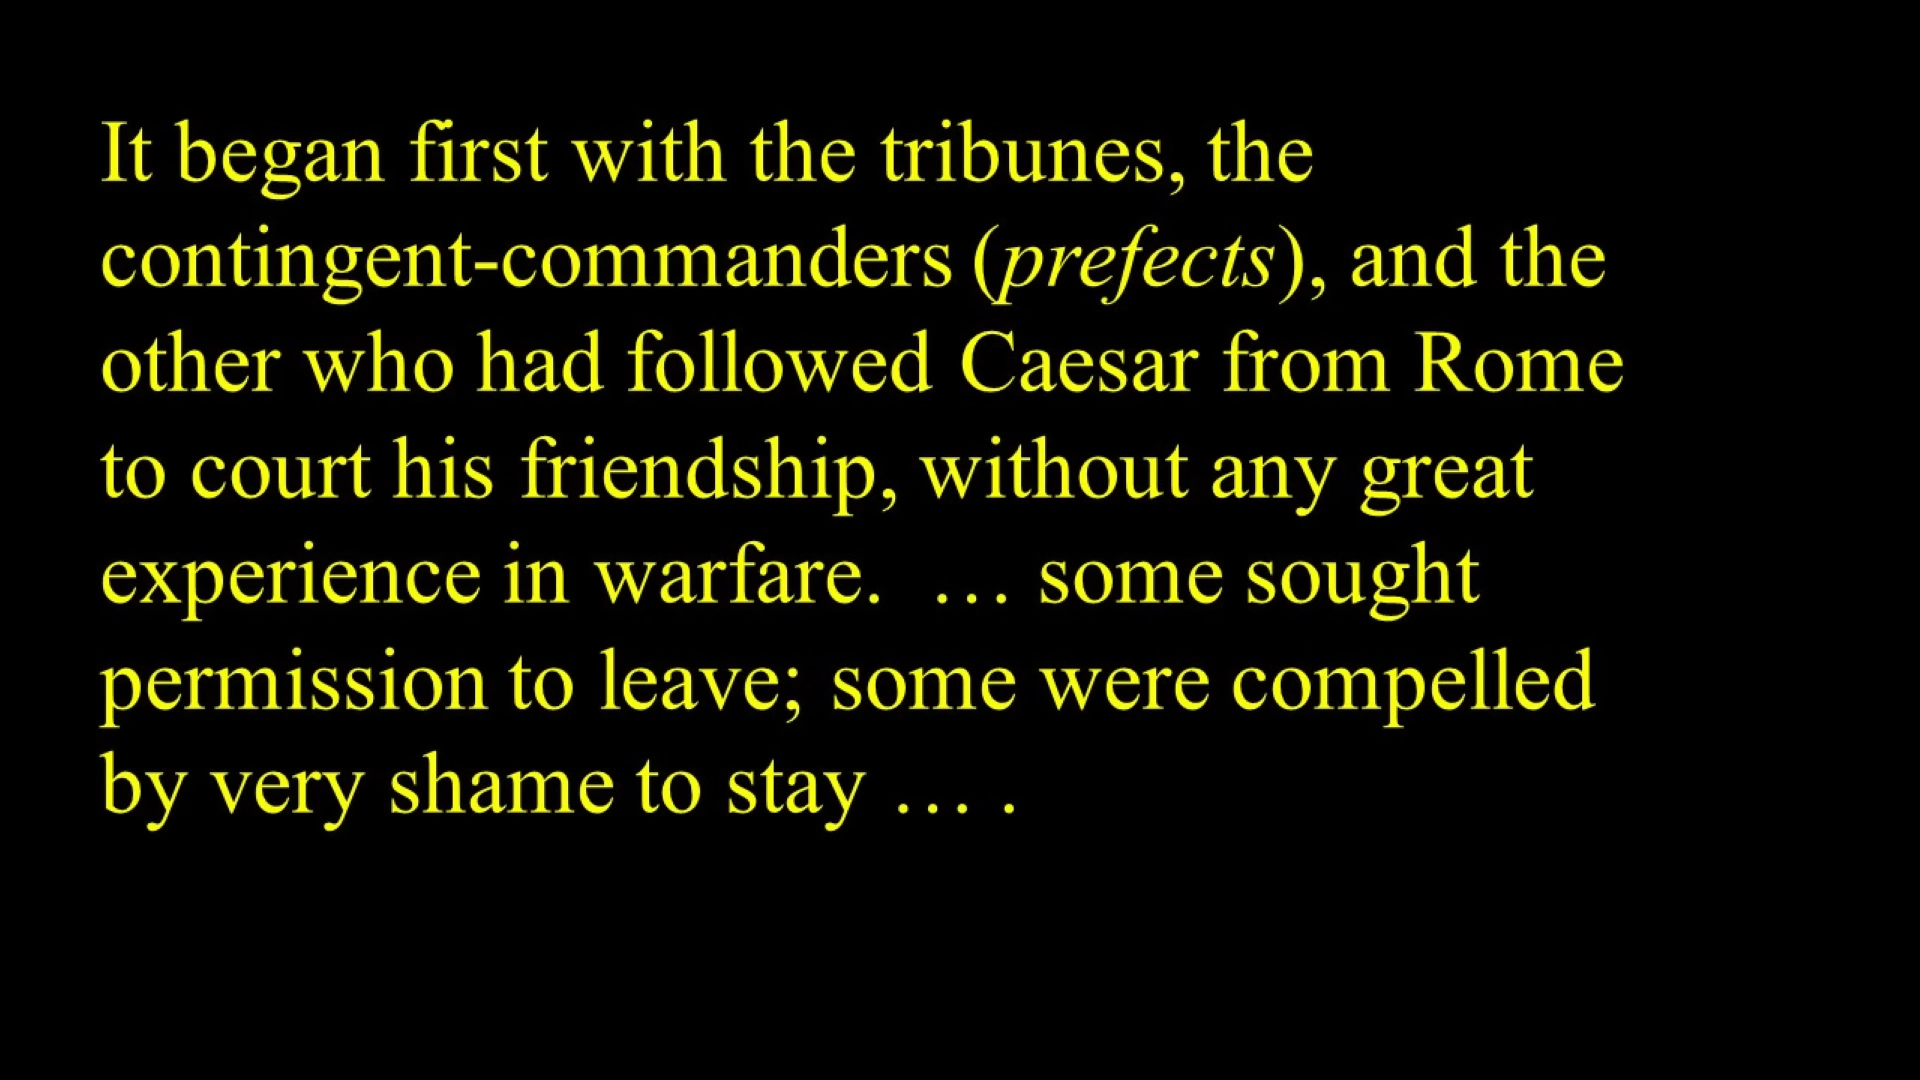 It began first with the tribunes, the
contingent-commanders (prefects), and the
other who had followed Caesar from Rome
to court his friendship, without any great
experience in warfare.  … some sought
permission to leave; some were compelled
by very shame to stay … .